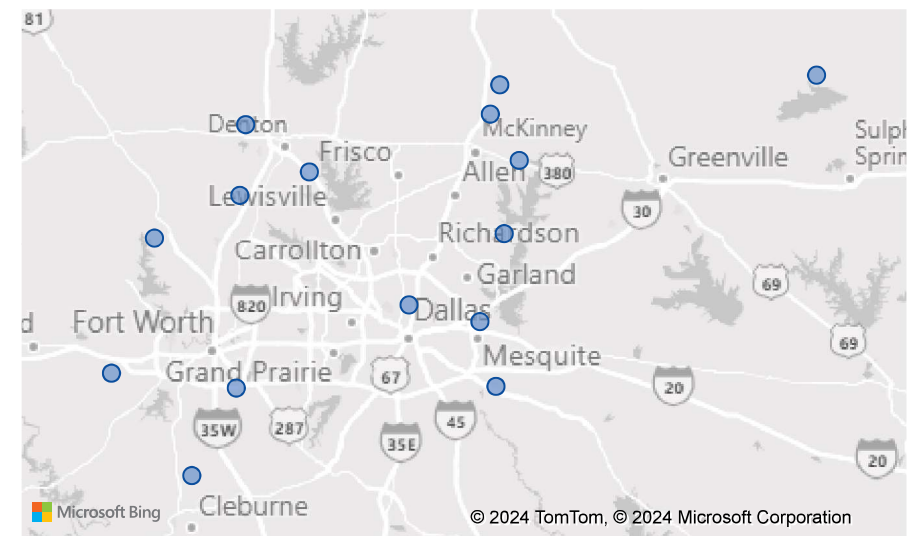 81
Denton
McKinney
Sulph
Sprin
Frisco
Greenville
Allen
380
Lewisville
30
Richardson
Carrollton
Garland
69
820
Irving
Dallas
d
Fort Worth
69
Mesquite
Grand Prairie
67
20
35W
287
45
35E
20
Cleburne
Microsoft Bing
© 2024 TomTom, © 2024 Microsoft Corporation